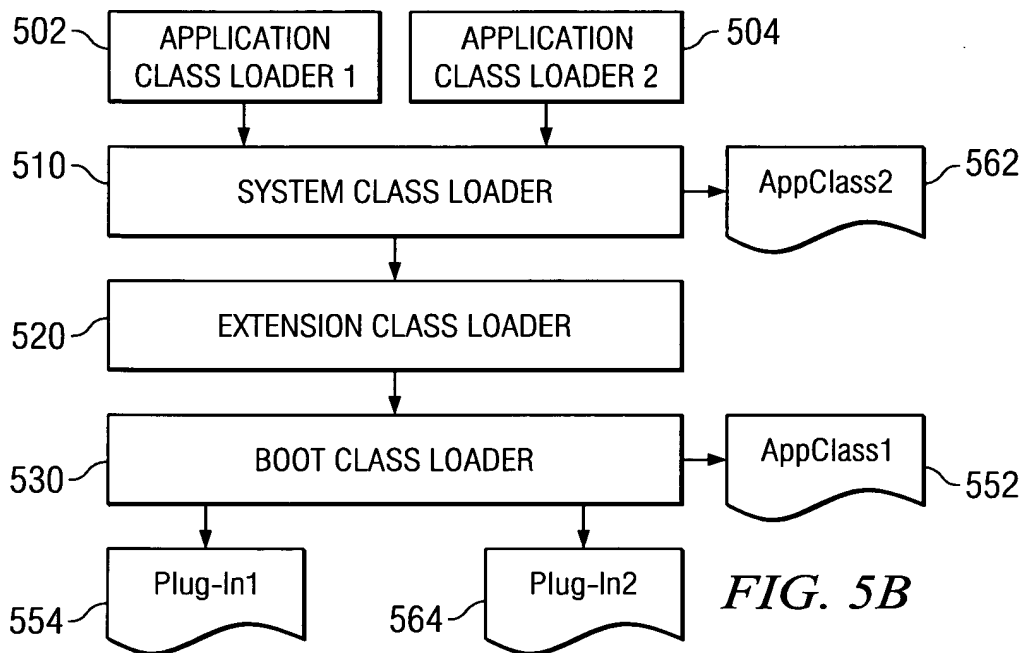 502
APPLICATION
CLASS LOADER 1
APPLICATION
CLASS LOADER 2
504
510
SYSTEM CLASS LOADER
AppClass2
562
520
EXTENSION CLASS LOADER
530
BOOT CLASS LOADER
AppClass1
552
554
Plug-In1
564
Plug-In2
FIG. 5B